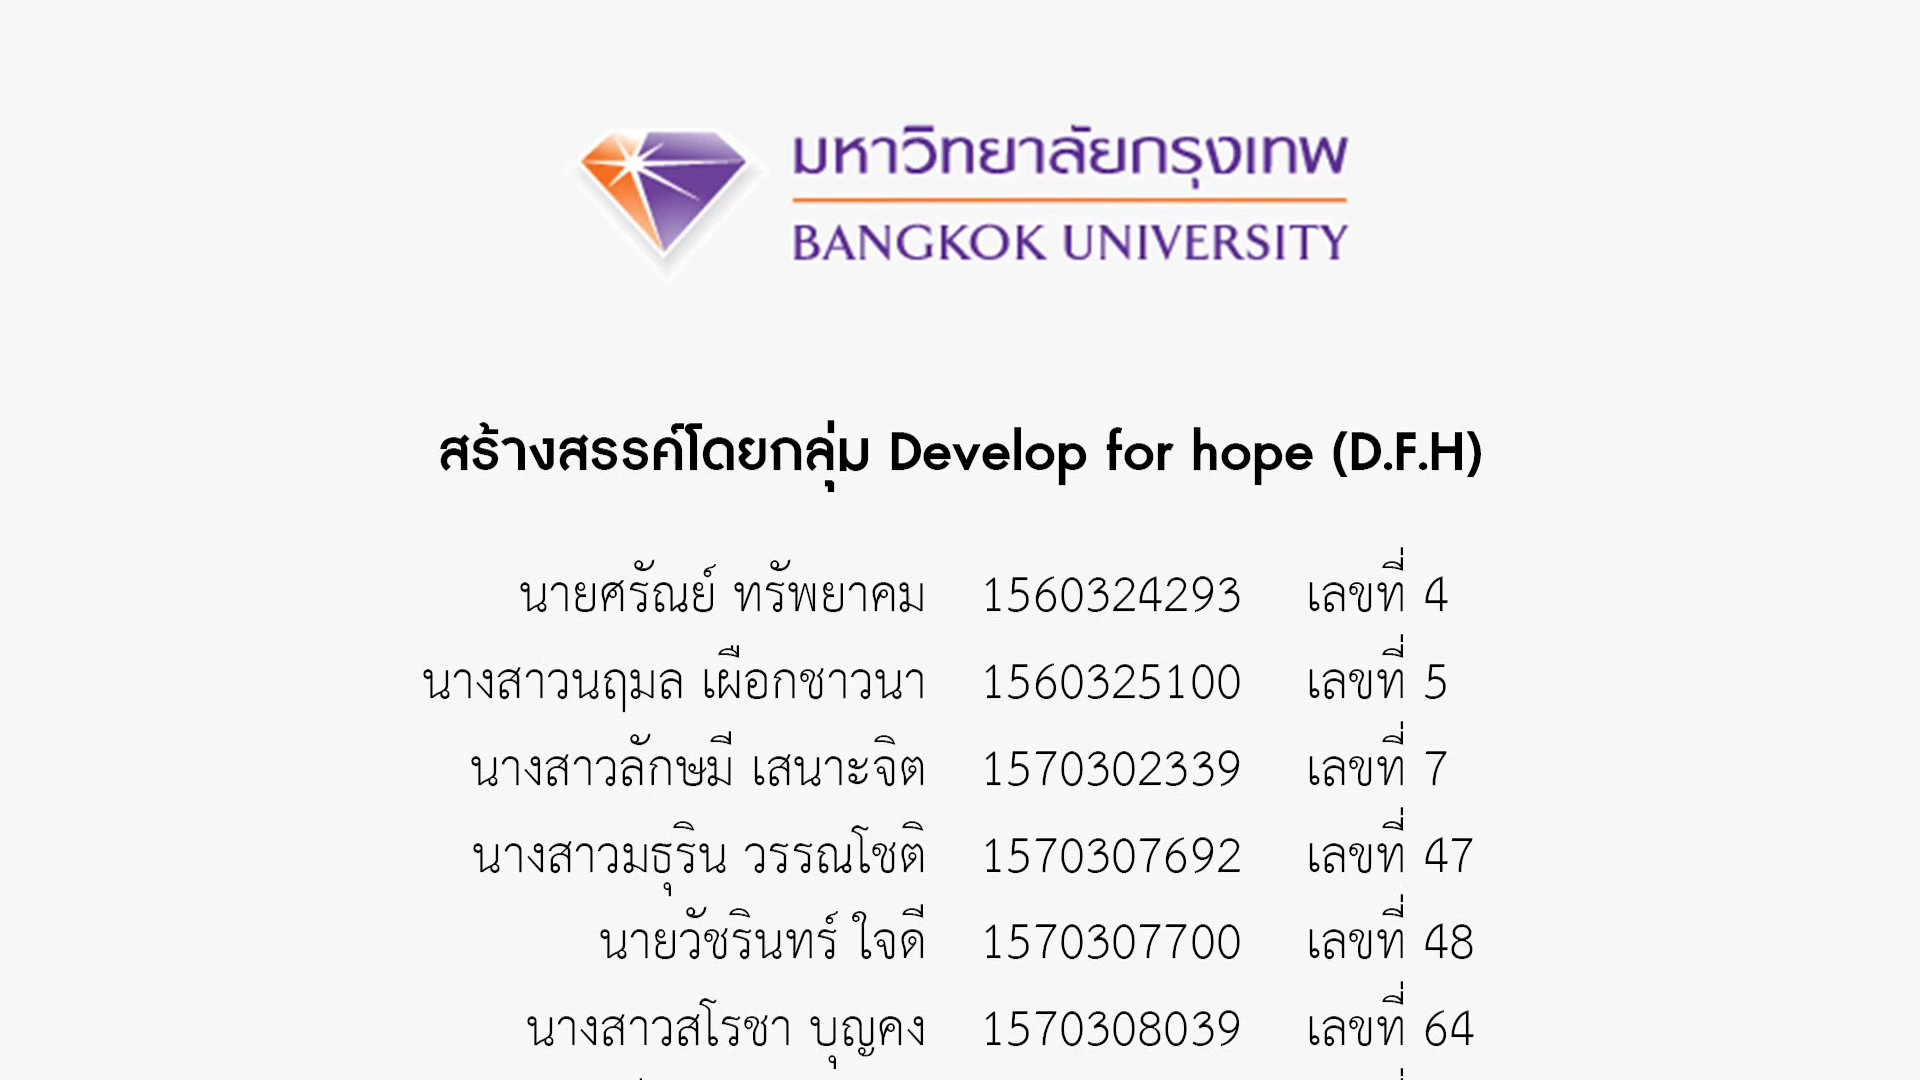 มหาวิทยาลัยกรุงเทพ
BANGKOK UNIVERSITY
สร้างสรรค์โดยกลุ่ม Develop for hope (D.F.H)
นายศรัณย์ ทรัพยาคม 1560324293 เลขที่ 4
นางสาวนฤมล เผือกชาวนา 1560325100 เลขที่ 5
นางสาวลักษมี เสนาะจิต 1570302339 เลขที่ 7
นางสาวมธุริน วรรณโชติ 1570307692 เลขที่ 47
นายวัชรินทร์ ใจดี 1570307700 เลขที่ 48
นางสาวสโรชา บุญคง 1570308039 เลขที่ 64